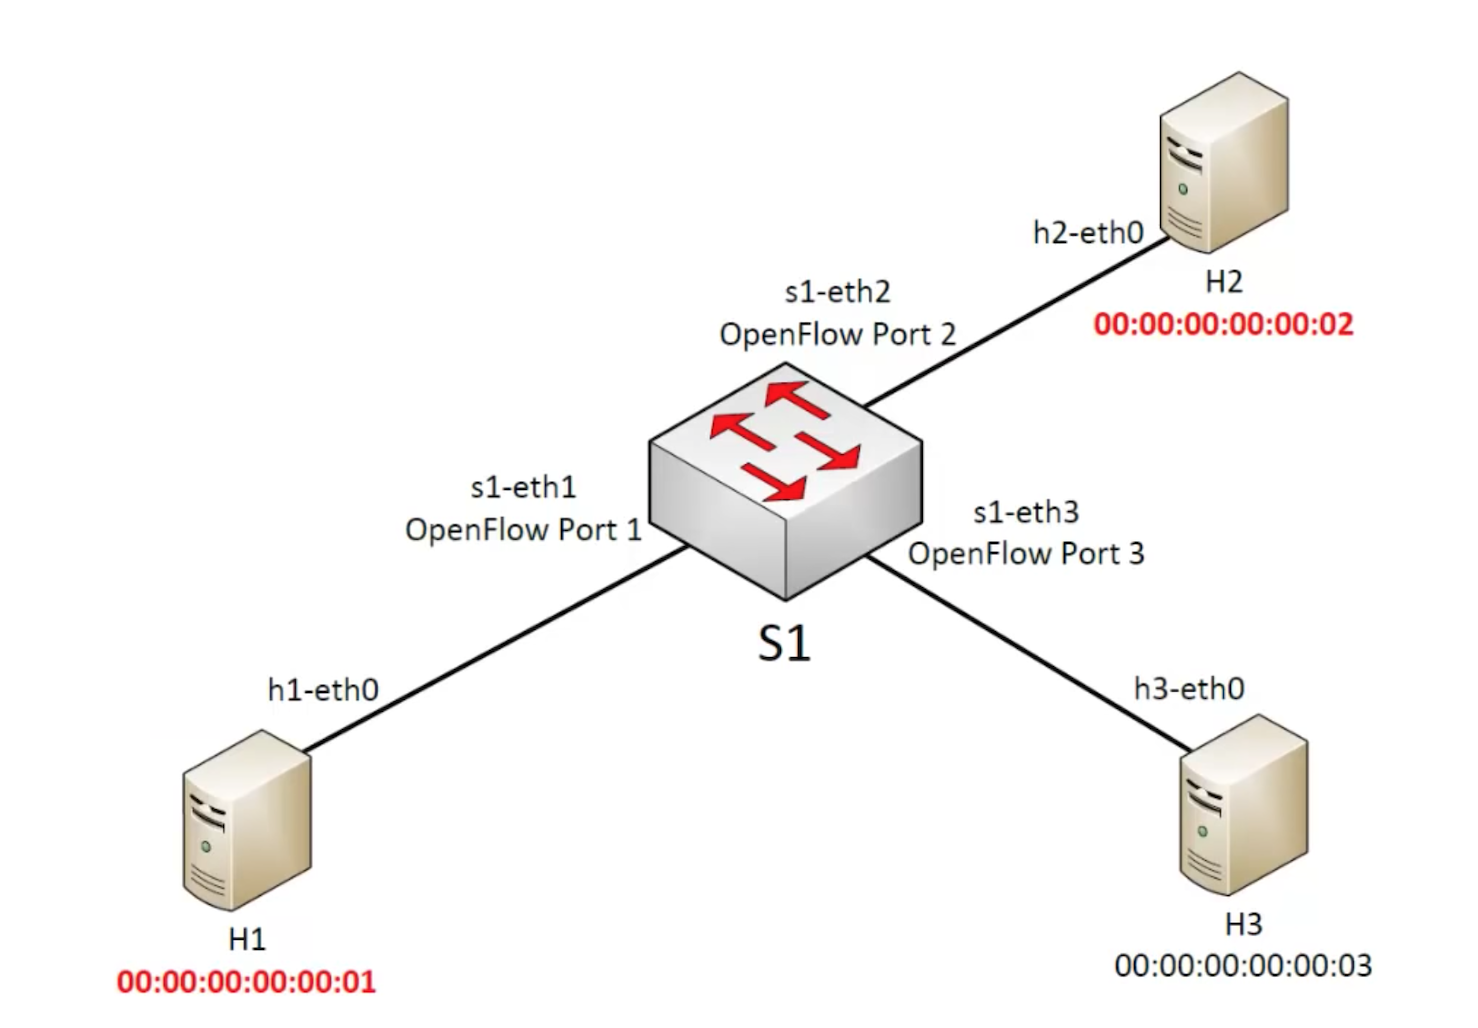 h2-eth0
H2
00:00:00:00:00:02
s1-eth2
OpenFlow Port 2
s1-eth1
OpenFlow Port 1
s1-eth3
OpenFlow Port 3
S1
h1-eth0
H1
00:00:00:00:00:01
h3-eth0
H3
00:00:00:00:00:03